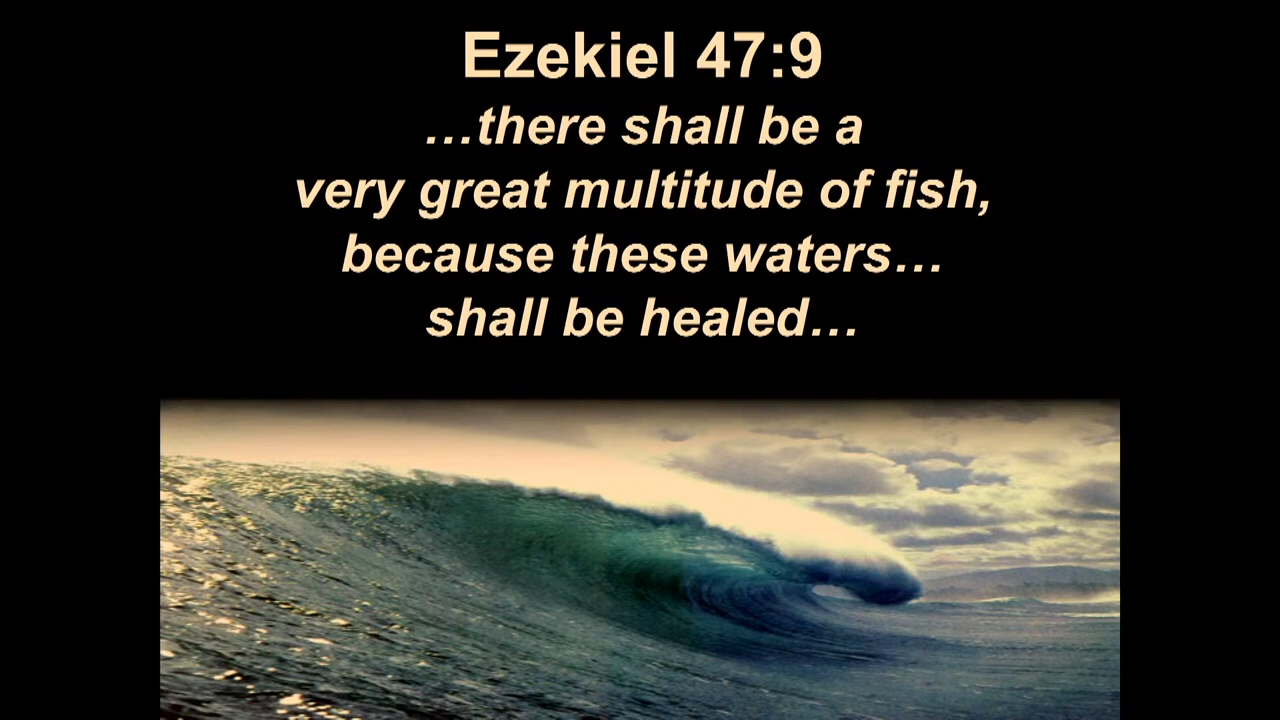 Ezekiel 47:9
…there shall be a
very great multitude of fish,
because these waters…
shall be healed…